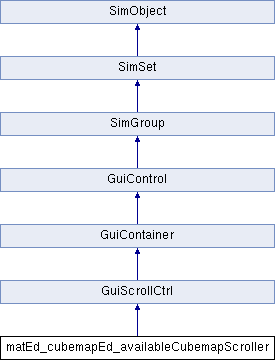 SimObject
SimSet
SimGroup
GuiControl
GuiContainer
GuiScrollCtrl
matEd_cubemapEd_availableCubemapScroller